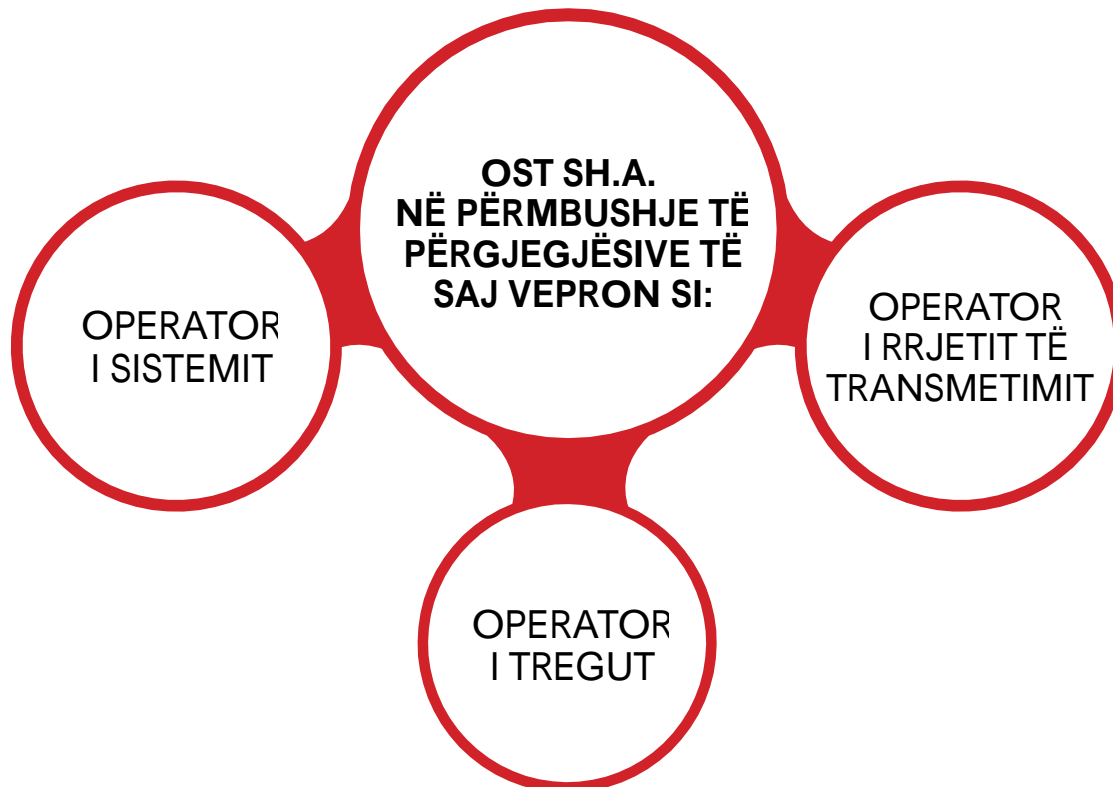 OST SH.A.
NË PËRMBUSHJE TË
PËRGJEGJËSIVE TË
SAJ VEPRON SI:
OPERATOR
I SISTEMIT
OPERATOR
I RRJETIT TË
TRANSMETIMIT
OPERATOR
I TREGUT